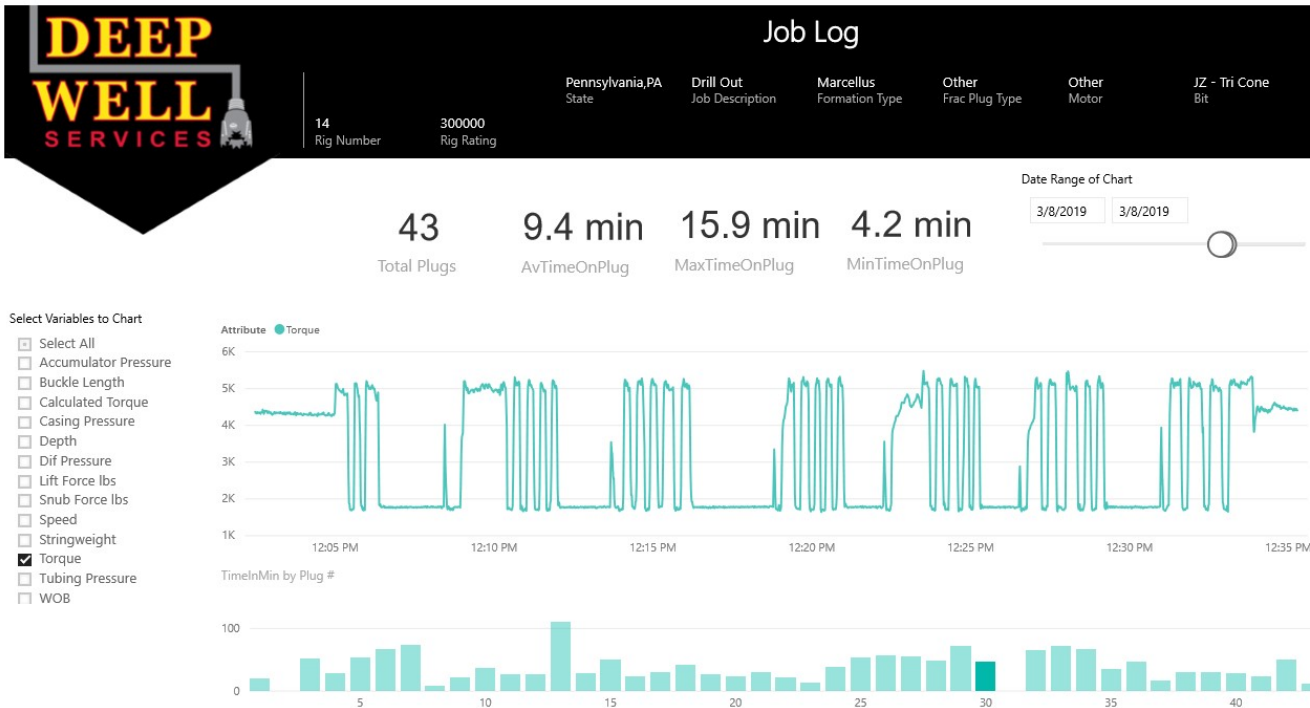 DEEP
WELL
SERVICES
Job Log
Pennsylvania,PA Drill Out Marcellus Other Other JZ - Tri Cone
State Job Description Formation Type Frac Plug Type Motor Bit
14 300000
Rig Number Rig Rating
Date Range of Chart
3/8/2019 3/8/2019
43 9.4 min 15.9 min 4.2 min
Total Plugs AvTimeOnPlug MaxTimeOnPlug MinTimeOnPlug
Select Variables to Chart
Select All
Accumulator Pressure
Buckle Length
Calculated Torque
Casing Pressure
Depth
Dif Pressure
Lift Force lbs
Snub Force lbs
Speed
Stringweight
Torque
Tubing Pressure
WOB
Attribute Torque
6K
5K
4K
3K
2K
1K
12:05 PM 12:10 PM 12:15 PM 12:20 PM 12:25 PM 12:30 PM 12:35 PM
TimeInMin by Plug #
100
0
5 10 15 20 25 30 35 40